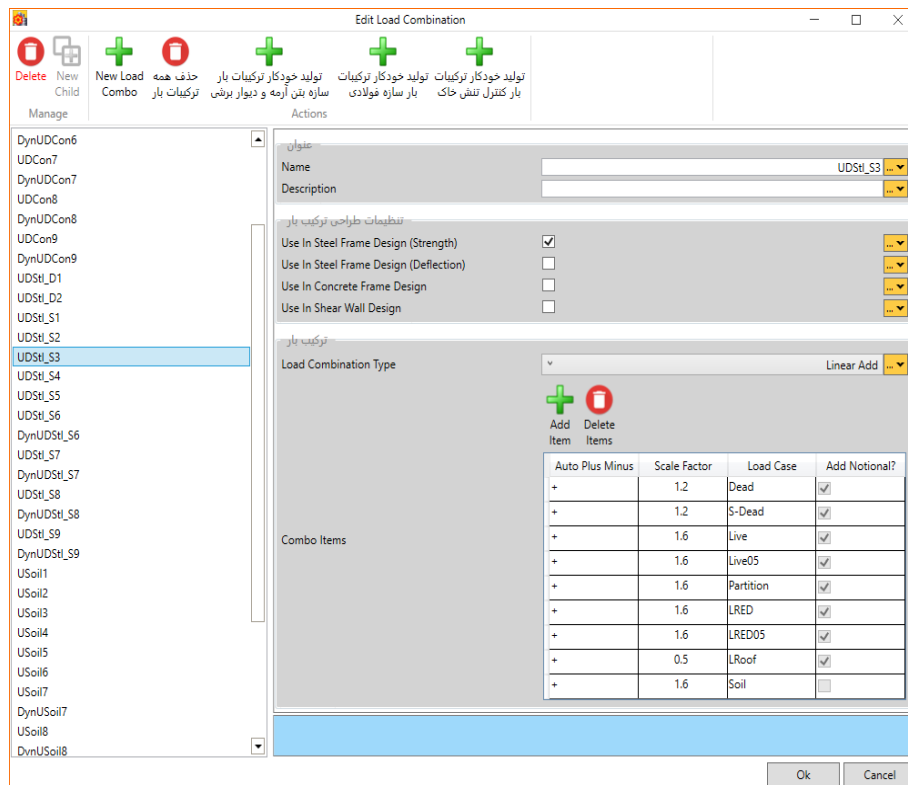 Edit Load Combination
Delete
New Child
New Load Combo
حذف همه ترکیبات بار
تولید خودکار ترکیبات بار سازه بتن آرمه و دیوار برشی
تولید خودکار ترکیبات بار سازه فولادی
تولید خودکار ترکیبات بار کنترل تنش خاک
Manage
Actions
DynUDCon6
UDCon7
DynUDCon7
UDCon8
DynUDCon8
UDCon9
DynUDCon9
UDStl_D1
UDStl_D2
UDStl_S1
UDStl_S2
UDStl_S3
UDStl_S4
UDStl_S5
UDStl_S6
DynUDStl_S6
UDStl_S7
DynUDStl_S7
UDStl_S8
DynUDStl_S8
UDStl_S9
DynUDStl_S9
USoil1
USoil2
USoil3
USoil4
USoil5
USoil6
USoil7
DynUSoil7
USoil8
DynUSoil8
عنوان
Name UDStl_S3 ...
Description ...
تنظیمات طراحی ترکیب بار
Use In Steel Frame Design (Strength) ...
Use In Steel Frame Design (Deflection) ...
Use In Concrete Frame Design ...
Use In Shear Wall Design ...
ترکیب بار
Load Combination Type Linear Add ...
Add Item
Delete Items
Combo Items
Auto Plus Minus Scale Factor Load Case Add Notional?
+ 1.2 Dead
+ 1.2 S-Dead
+ 1.6 Live
+ 1.6 Live05
+ 1.6 Partition
+ 1.6 LRED
+ 1.6 LRED05
+ 0.5 LRoof
+ 1.6 Soil
Ok Cancel